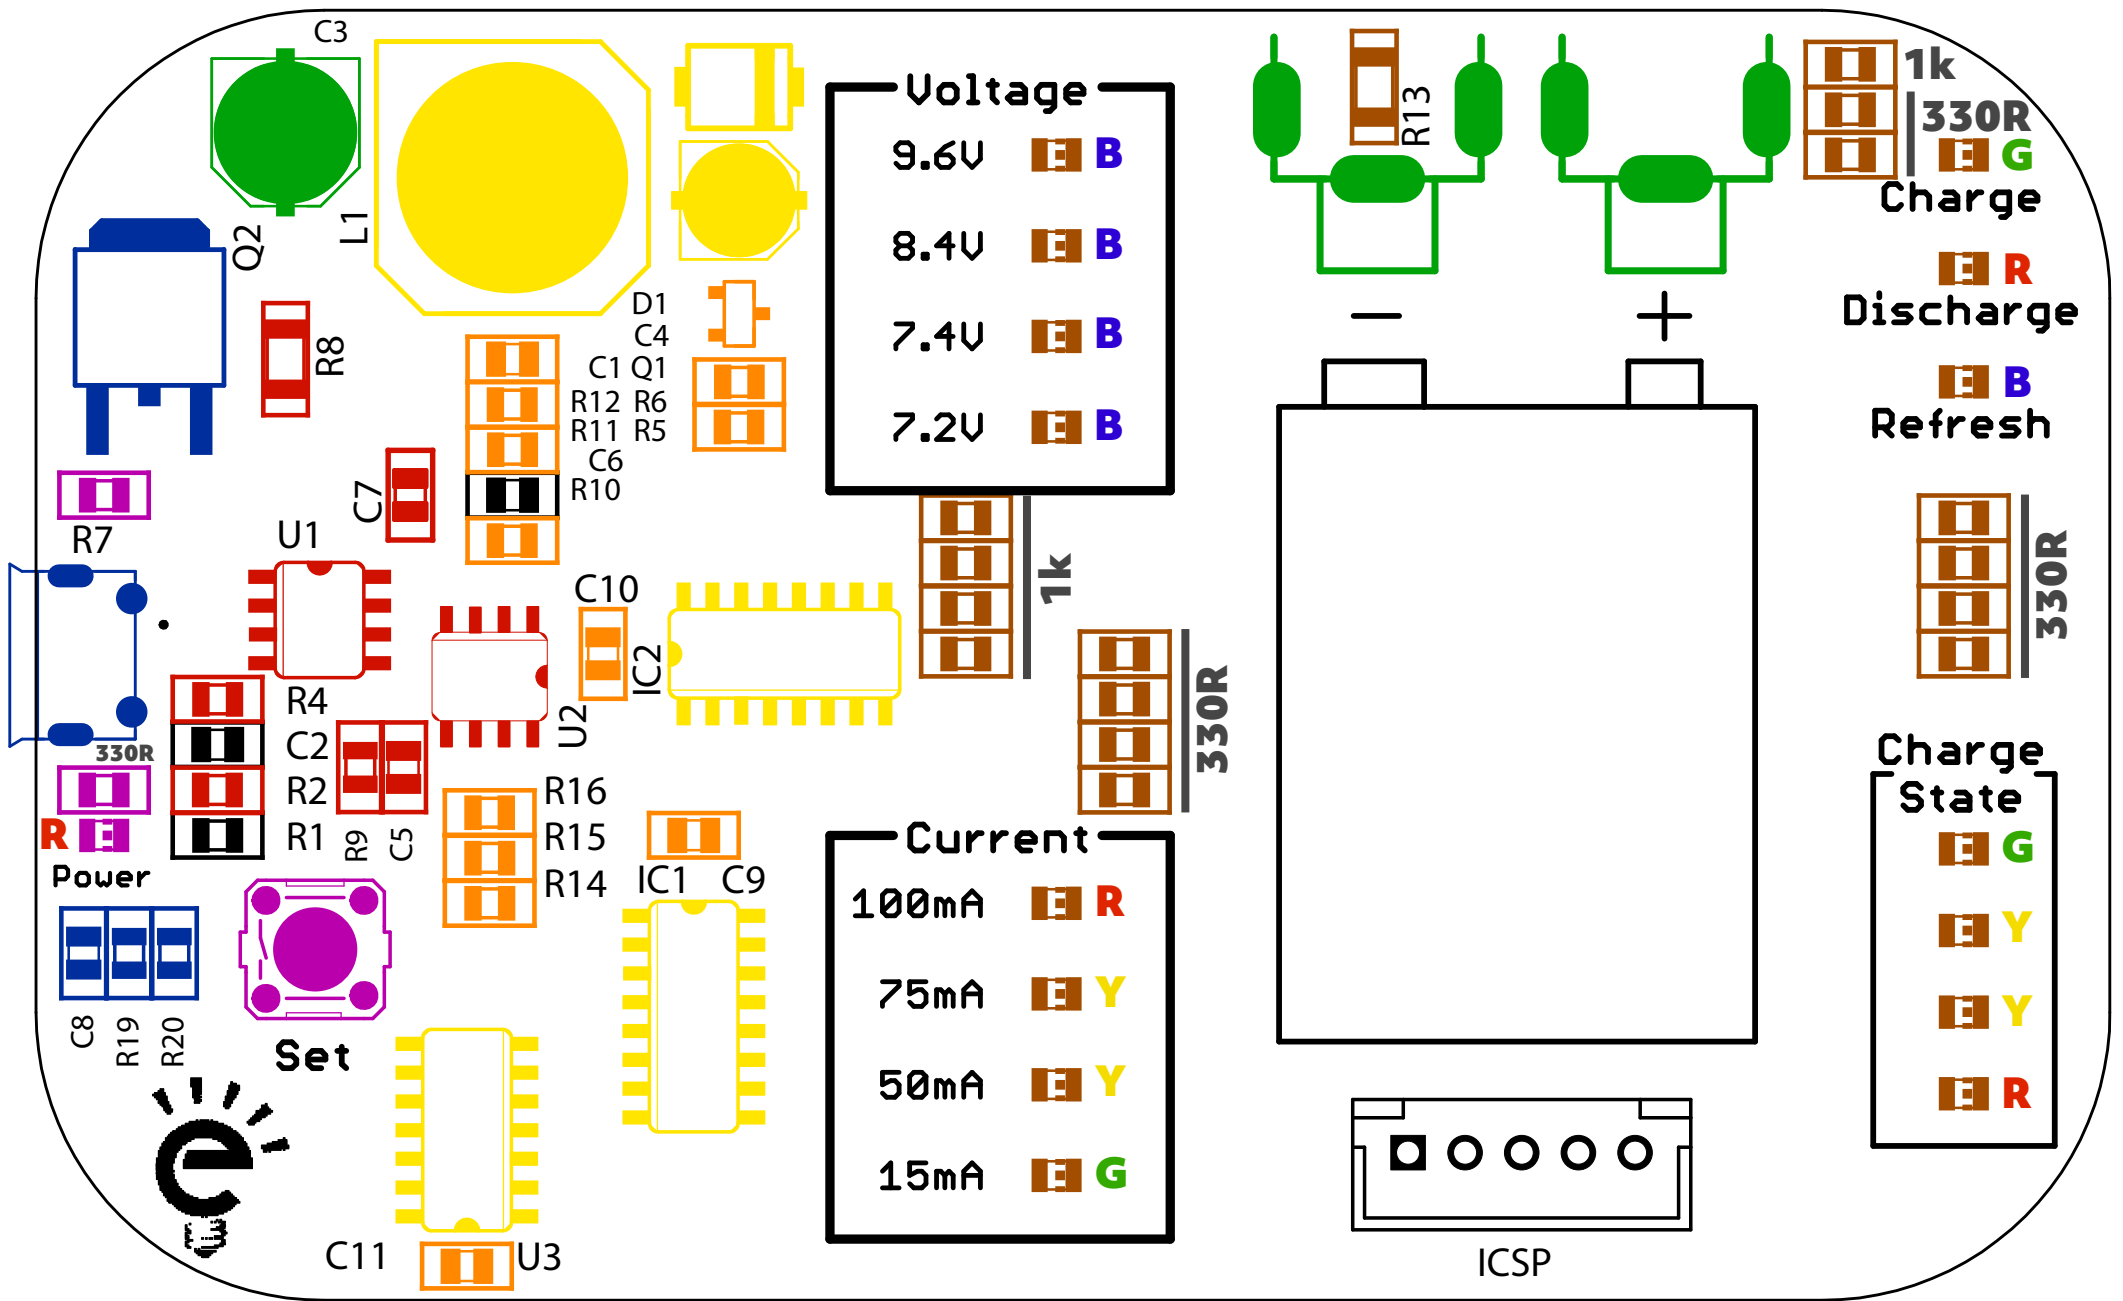 C3
L1
Q2
R8
D1
C4
C1 Q1
R12 R6
R11 R5
C6
R10
C7
R7
U1
C10
IC2
U2
R4
C2
R2
R1
330R
R
Power
R9
C5
R16
R15
R14
IC1
C9
C8
R19
R20
Set
e
C11
U3
Voltage
9.6V B
8.4V B
7.4V B
7.2V B
1k
330R
Current
100mA R
75mA Y
50mA Y
15mA G
R13
1k
330R
G
Charge
R
Discharge
B
Refresh
−
+
330R
Charge
State
G
Y
Y
R
ICSP